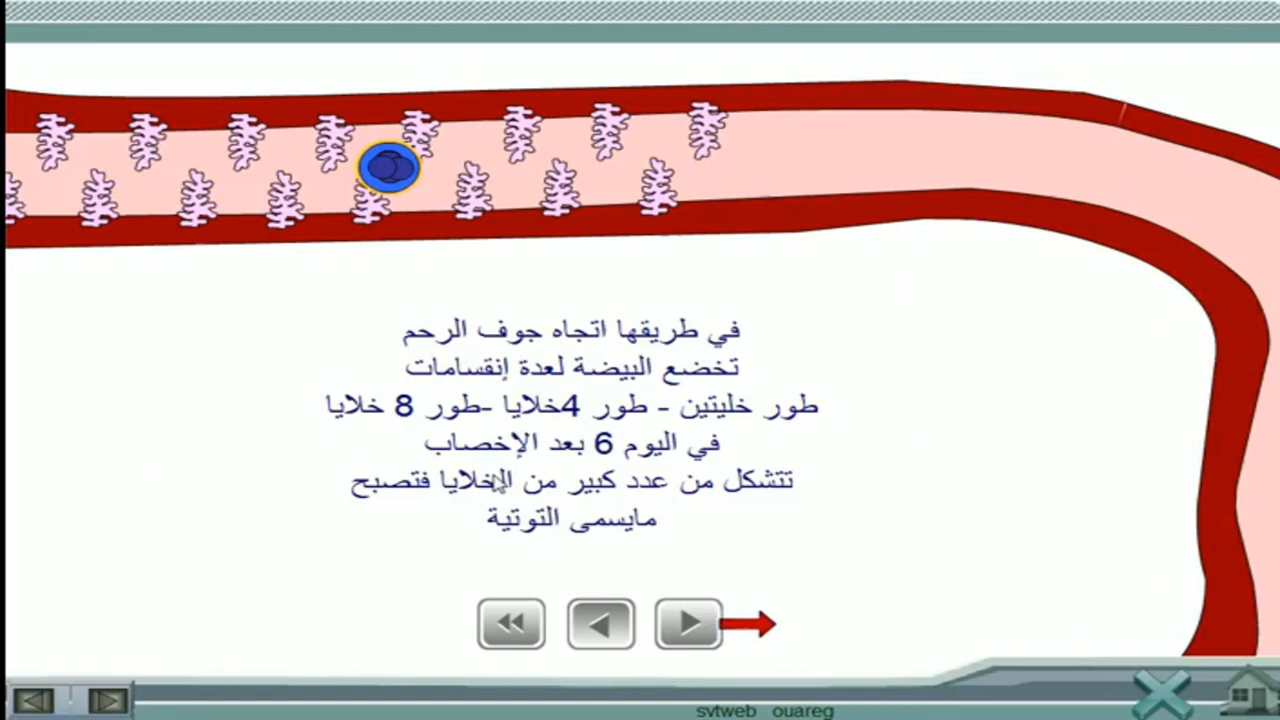 في طريقها اتجاه جوف الرحم
تخضع البيضة لعدة إنقسامات
طور خليتين - طور 4خلايا -طور 8 خلايا
في اليوم 6 بعد الإخصاب
تتشكل من عدد كبير من الخلايا فتصبح
مايسمى التوتية
svtweb ouareg